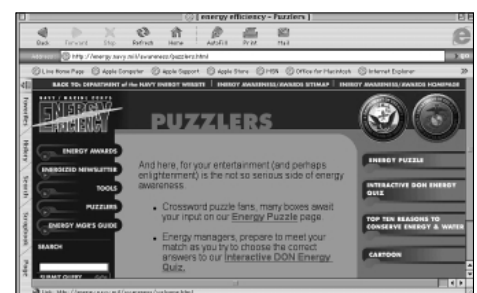 energy efficiency – Puzzlers
Back Forward Stop Refresh Home AutoFill Print Mail
http://energy.navy.mil/awareness/puzzlers.html
Live Home Page Apple Computer Apple Support Apple Store MSN Office for Macintosh Internet Explorer
BACK TO: DEPARTMENT of the NAVY ENERGY WEBSITE | ENERGY AWARENESS/AWARDS SITEMAP | ENERGY AWARENESS/AWARDS HOMEPAGE
Favorites
History
Search
Scrapbook
Page
NAVY / MARINE CORPS
ENERGY
EFFICIENCY
PUZZLERS
ENERGY AWARDS
ENERGIZED NEWSLETTER
TOOLS
PUZZLERS
ENERGY MGR'S GUIDE
SEARCH
SUBMIT QUERY GO!
And here, for your entertainment (and perhaps
enlighterment) is the not so serious side of energy
awareness.
• Crossword puzzle fans, many boxes await
your input on our Energy Puzzle page.
• Energy managers, prepare to meet your
match as you try to choose the correct
answers to our Interactive DON Energy
Quiz.
ENERGY PUZZLE
INTERACTIVE DON ENERGY
QUIZ
TOP TEN REASONS TO
CONSERVE ENERGY & WATER
CARTOON